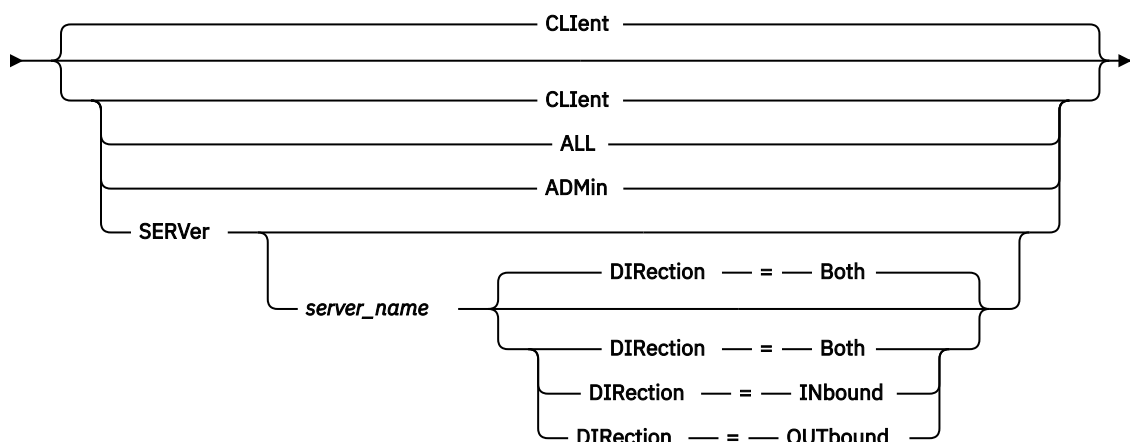 CLIent
CLIent
ALL
ADMin
SERVer
DIRection = Both
server_name
DIRection = Both
DIRection = INbound
DIRection = OUTbound